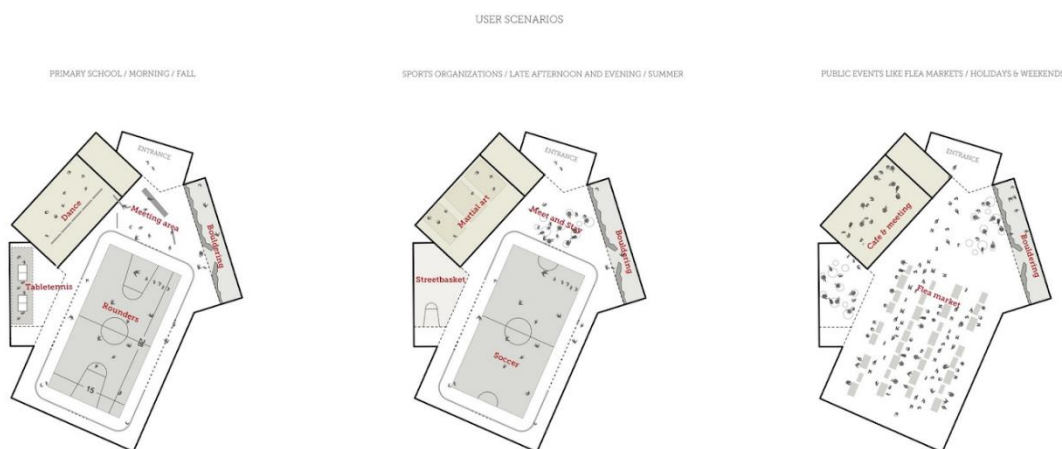 USER SCENARIOS
PRIMARY SCHOOL / MORNING / FALL
ENTRANCE
Dance
Meeting area
Bouldering
Tabletennis
Rounders
28
15
SPORTS ORGANIZATIONS / LATE AFTERNOON AND EVENING / SUMMER
ENTRANCE
Martial art
Meet and Stay
Bouldering
Streetbasket
Soccer
PUBLIC EVENTS LIKE FLEA MARKETS / HOLIDAYS & WEEKENDS
ENTRANCE
Cafe & meeting
Bouldering
Flea market